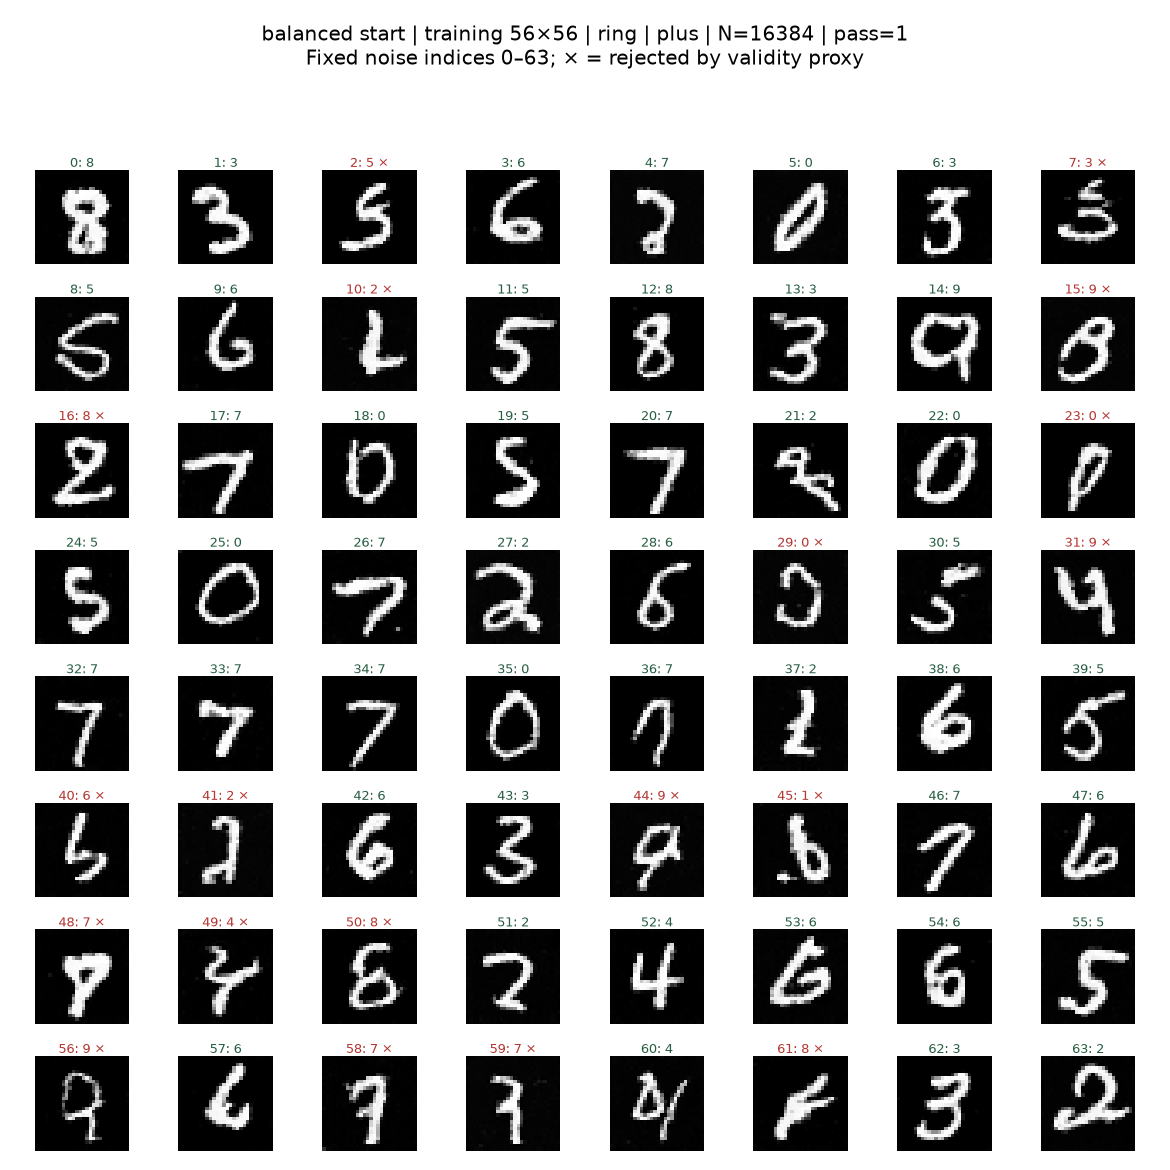 balanced start | training 56×56 | ring | plus | N=16384 | pass=1
Fixed noise indices 0–63; × = rejected by validity proxy
0: 8 1: 3 2: 5 × 3: 6 4: 7 5: 0 6: 3 7: 3 ×
8: 5 9: 6 10: 2 × 11: 5 12: 8 13: 3 14: 9 15: 9 ×
16: 8 × 17: 7 18: 0 19: 5 20: 7 21: 2 22: 0 23: 0 ×
24: 5 25: 0 26: 7 27: 2 28: 6 29: 0 × 30: 5 31: 9 ×
32: 7 33: 7 34: 7 35: 0 36: 7 37: 2 38: 6 39: 5
40: 6 × 41: 2 × 42: 6 43: 3 44: 9 × 45: 1 × 46: 7 47: 6
48: 7 × 49: 4 × 50: 8 × 51: 2 52: 4 53: 6 54: 6 55: 5
56: 9 × 57: 6 58: 7 × 59: 7 × 60: 4 61: 8 × 62: 3 63: 2